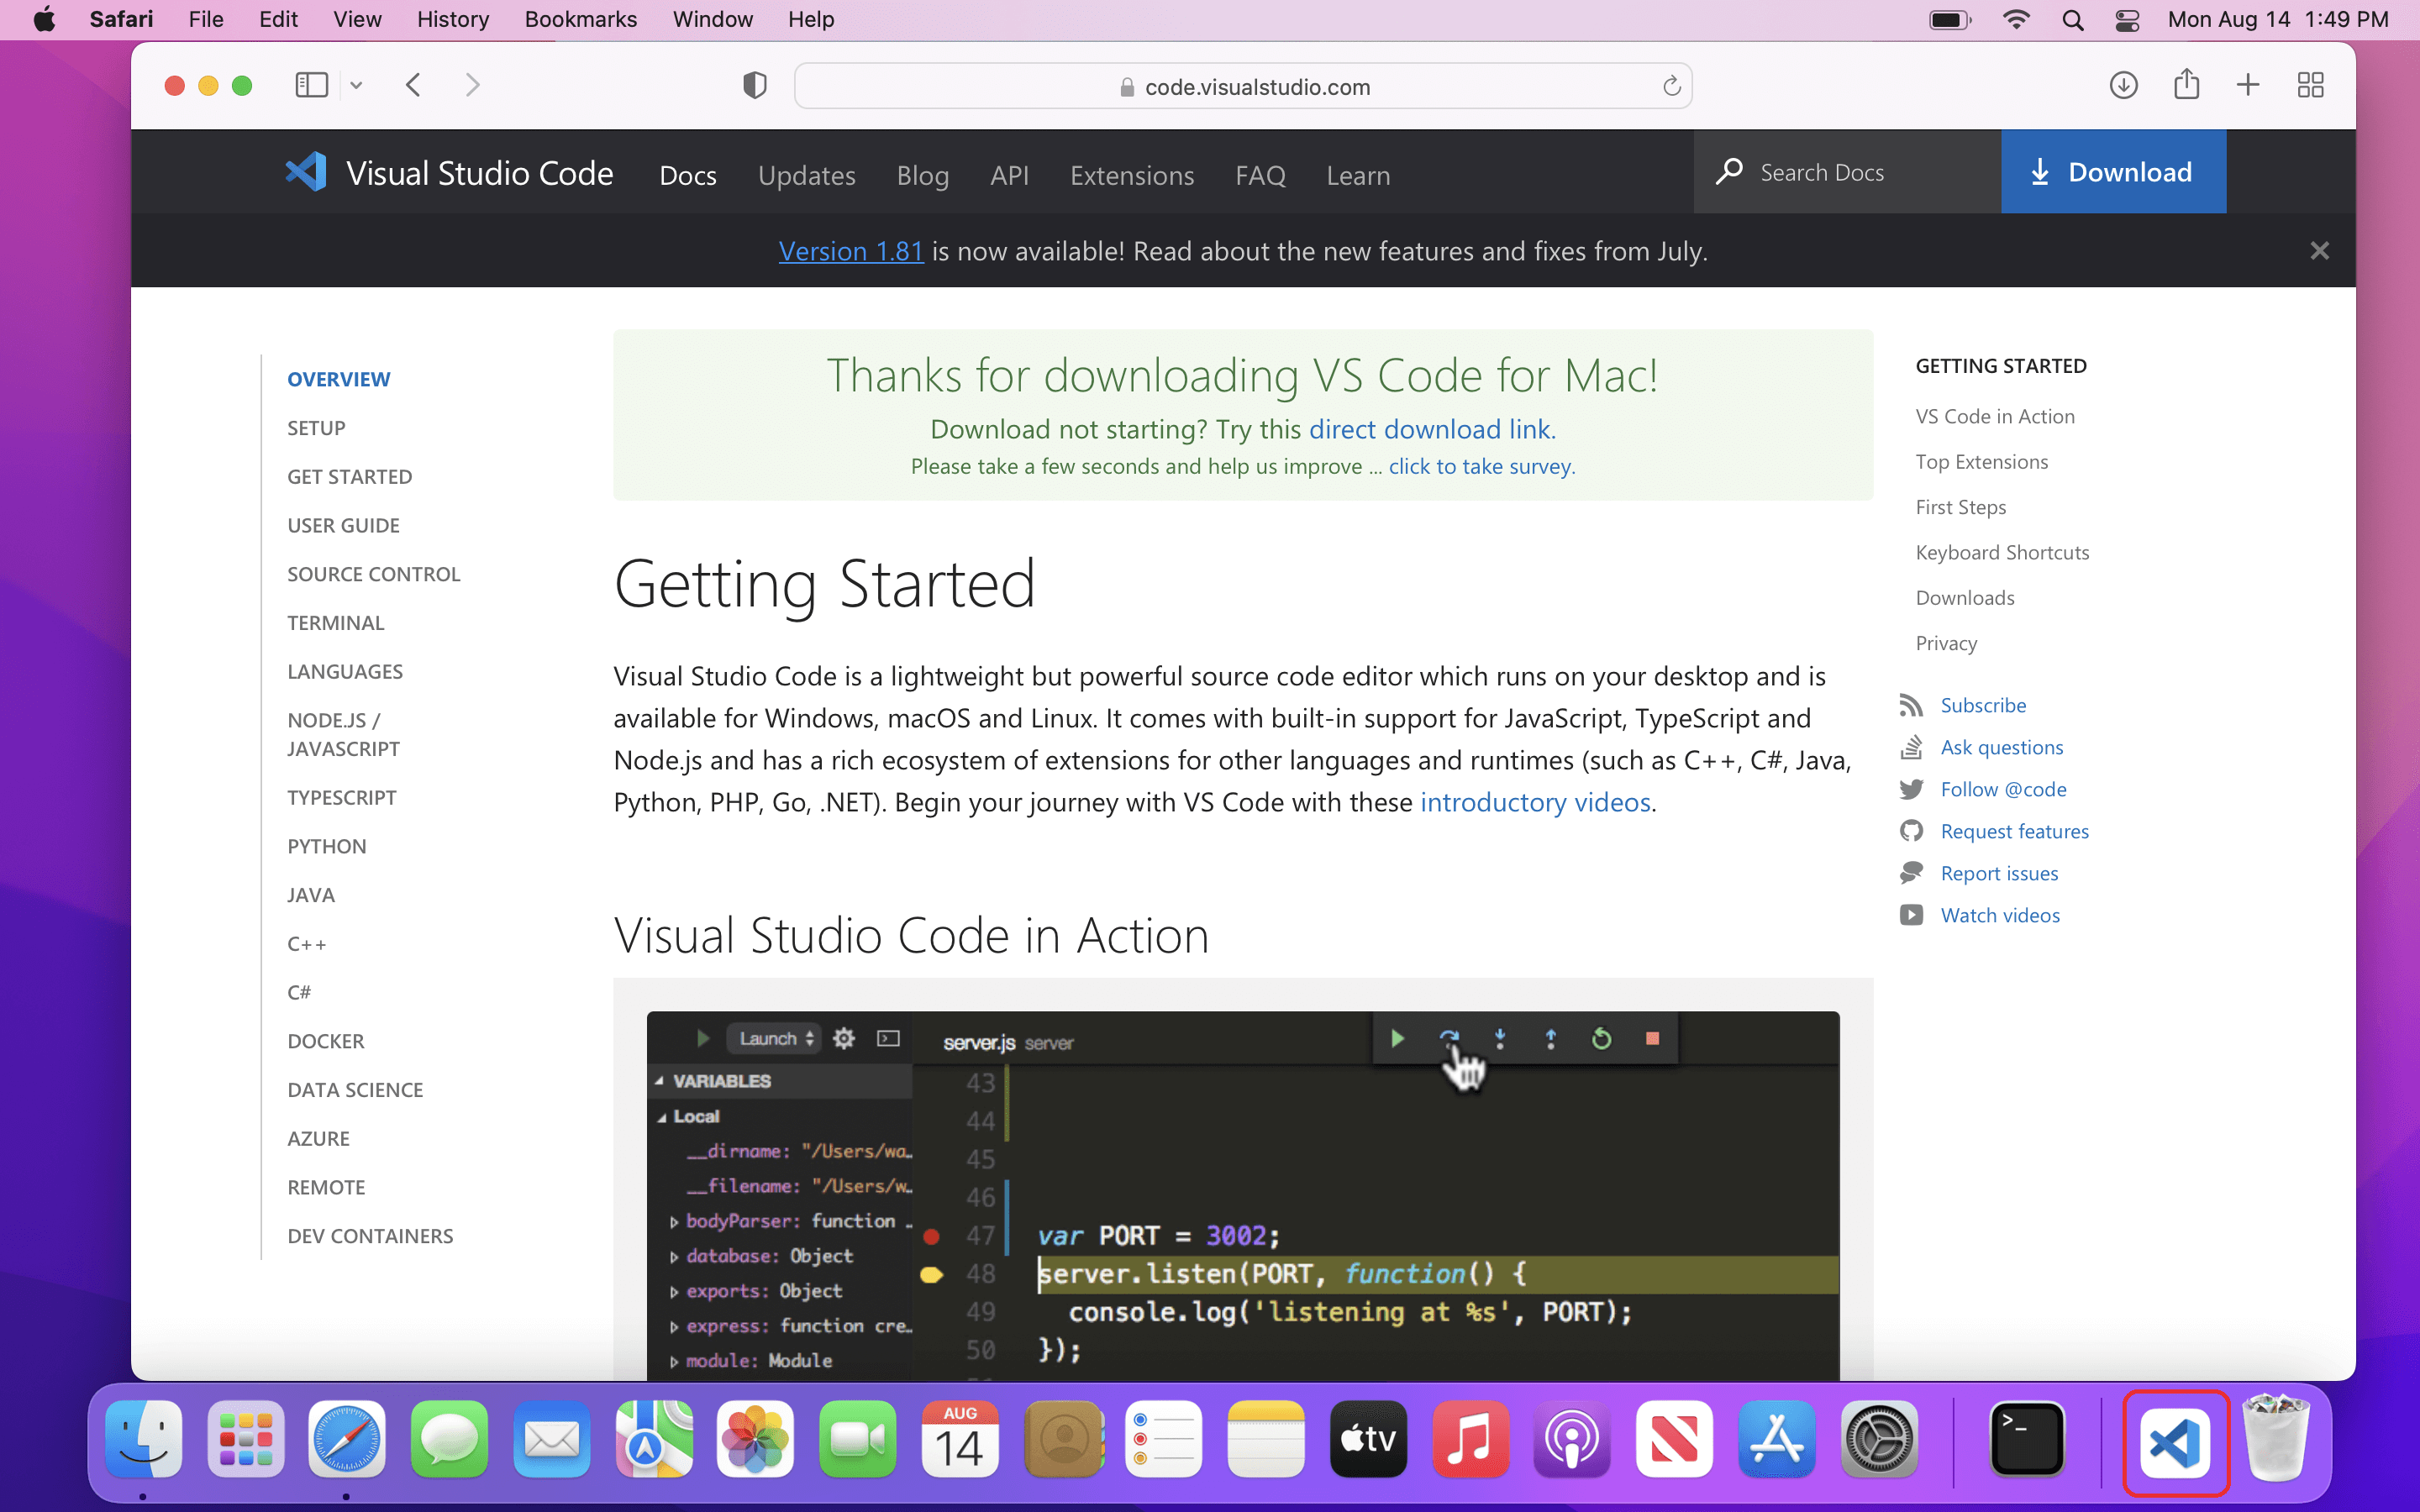 Safari File Edit View History Bookmarks Window Help Mon Aug 14 1:49 PM
code.visualstudio.com
Visual Studio Code Docs Updates Blog API Extensions FAQ Learn Search Docs Download
Version 1.81 is now available! Read about the new features and fixes from July.
OVERVIEW
SETUP
GET STARTED
USER GUIDE
SOURCE CONTROL
TERMINAL
LANGUAGES
NODE.JS /
JAVASCRIPT
TYPESCRIPT
PYTHON
JAVA
C++
C#
DOCKER
DATA SCIENCE
AZURE
REMOTE
DEV CONTAINERS
Thanks for downloading VS Code for Mac!
Download not starting? Try this direct download link.
Please take a few seconds and help us improve ... click to take survey.
Getting Started
Visual Studio Code is a lightweight but powerful source code editor which runs on your desktop and is
available for Windows, macOS and Linux. It comes with built-in support for JavaScript, TypeScript and
Node.js and has a rich ecosystem of extensions for other languages and runtimes (such as C++, C#, Java,
Python, PHP, Go, .NET). Begin your journey with VS Code with these introductory videos.
Visual Studio Code in Action
Launch
server.js server
VARIABLES
Local
__dirname: "/Users/wa…
__filename: "/Users/w…
bodyParser: function …
database: Object
exports: Object
express: function cre…
module: Module
43
44
45
46
47 var PORT = 3002;
48 server.listen(PORT, function() {
49 console.log('listening at %s', PORT);
50 });
GETTING STARTED
VS Code in Action
Top Extensions
First Steps
Keyboard Shortcuts
Downloads
Privacy
Subscribe
Ask questions
Follow @code
Request features
Report issues
Watch videos
AUG
14
tv
>_